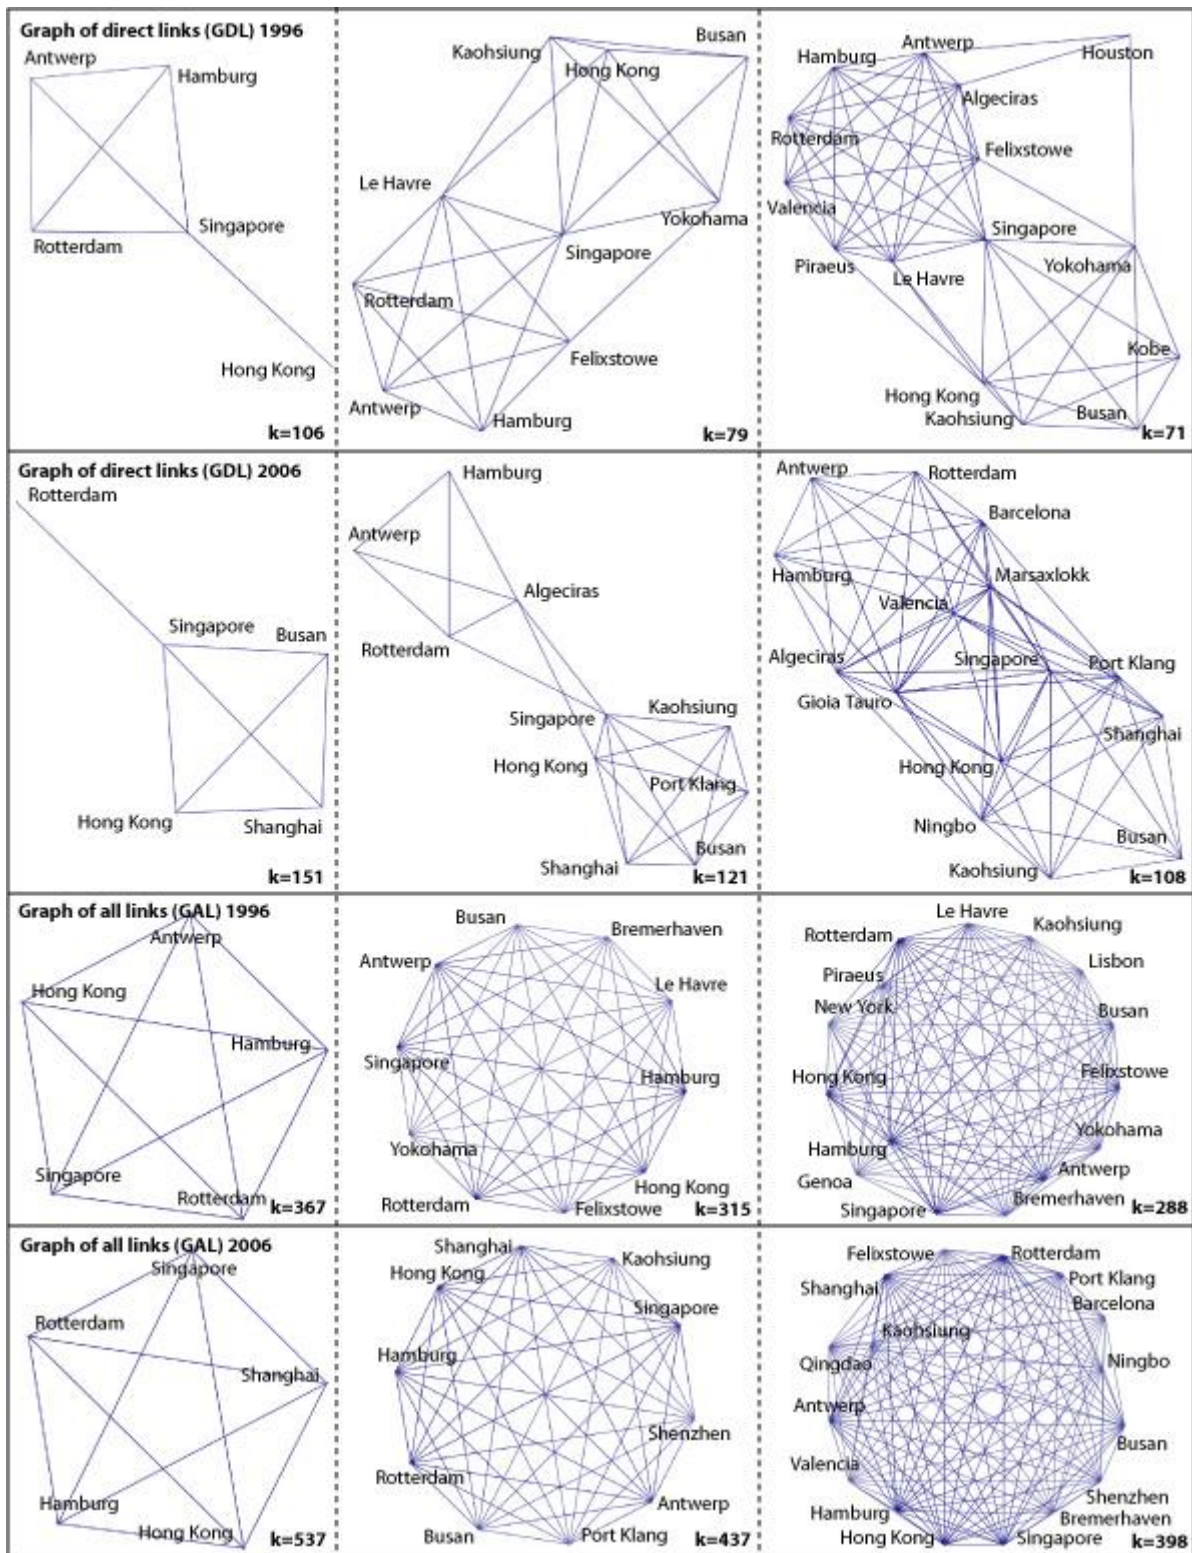 Graph of direct links (GDL) 1996
Antwerp
Hamburg
Singapore
Rotterdam
Hong Kong
k=106
Busan
Kaohsiung
Hong Kong
Le Havre
Yokohama
Singapore
Rotterdam
Felixstowe
Antwerp
Hamburg
k=79
Antwerp
Houston
Hamburg
Algeciras
Rotterdam
Felixstowe
Valencia
Singapore
Piraeus
Yokohama
Le Havre
Kobe
Hong Kong
Kaohsiung
Busan
k=71
Graph of direct links (GDL) 2006
Rotterdam
Singapore
Busan
Hong Kong
Shanghai
k=151
Hamburg
Antwerp
Algeciras
Rotterdam
Singapore
Kaohsiung
Hong Kong
Port Klang
Shanghai
Busan
k=121
Antwerp
Rotterdam
Barcelona
Hamburg
Marsaxlokk
Valencia
Algeciras
Singapore
Port Klang
Gioia Tauro
Shanghai
Hong Kong
Ningbo
Busan
Kaohsiung
k=108
Graph of all links (GAL) 1996
Antwerp
Hong Kong
Hamburg
Singapore
Rotterdam
k=367
Busan
Bremerhaven
Antwerp
Le Havre
Singapore
Hamburg
Yokohama
Hong Kong
Rotterdam
Felixstowe
k=315
Le Havre
Rotterdam
Kaohsiung
Piraeus
Lisbon
New York
Busan
Hong Kong
Felixstowe
Hamburg
Yokohama
Genoa
Antwerp
Singapore
Bremerhaven
k=288
Graph of all links (GAL) 2006
Singapore
Rotterdam
Shanghai
Hamburg
Hong Kong
k=537
Shanghai
Kaohsiung
Hong Kong
Singapore
Hamburg
Shenzhen
Rotterdam
Antwerp
Busan
Port Klang
k=437
Felixstowe
Rotterdam
Shanghai
Port Klang
Barcelona
Kaohsiung
Qingdao
Ningbo
Antwerp
Busan
Valencia
Shenzhen
Hamburg
Bremerhaven
Hong Kong
Singapore
k=398